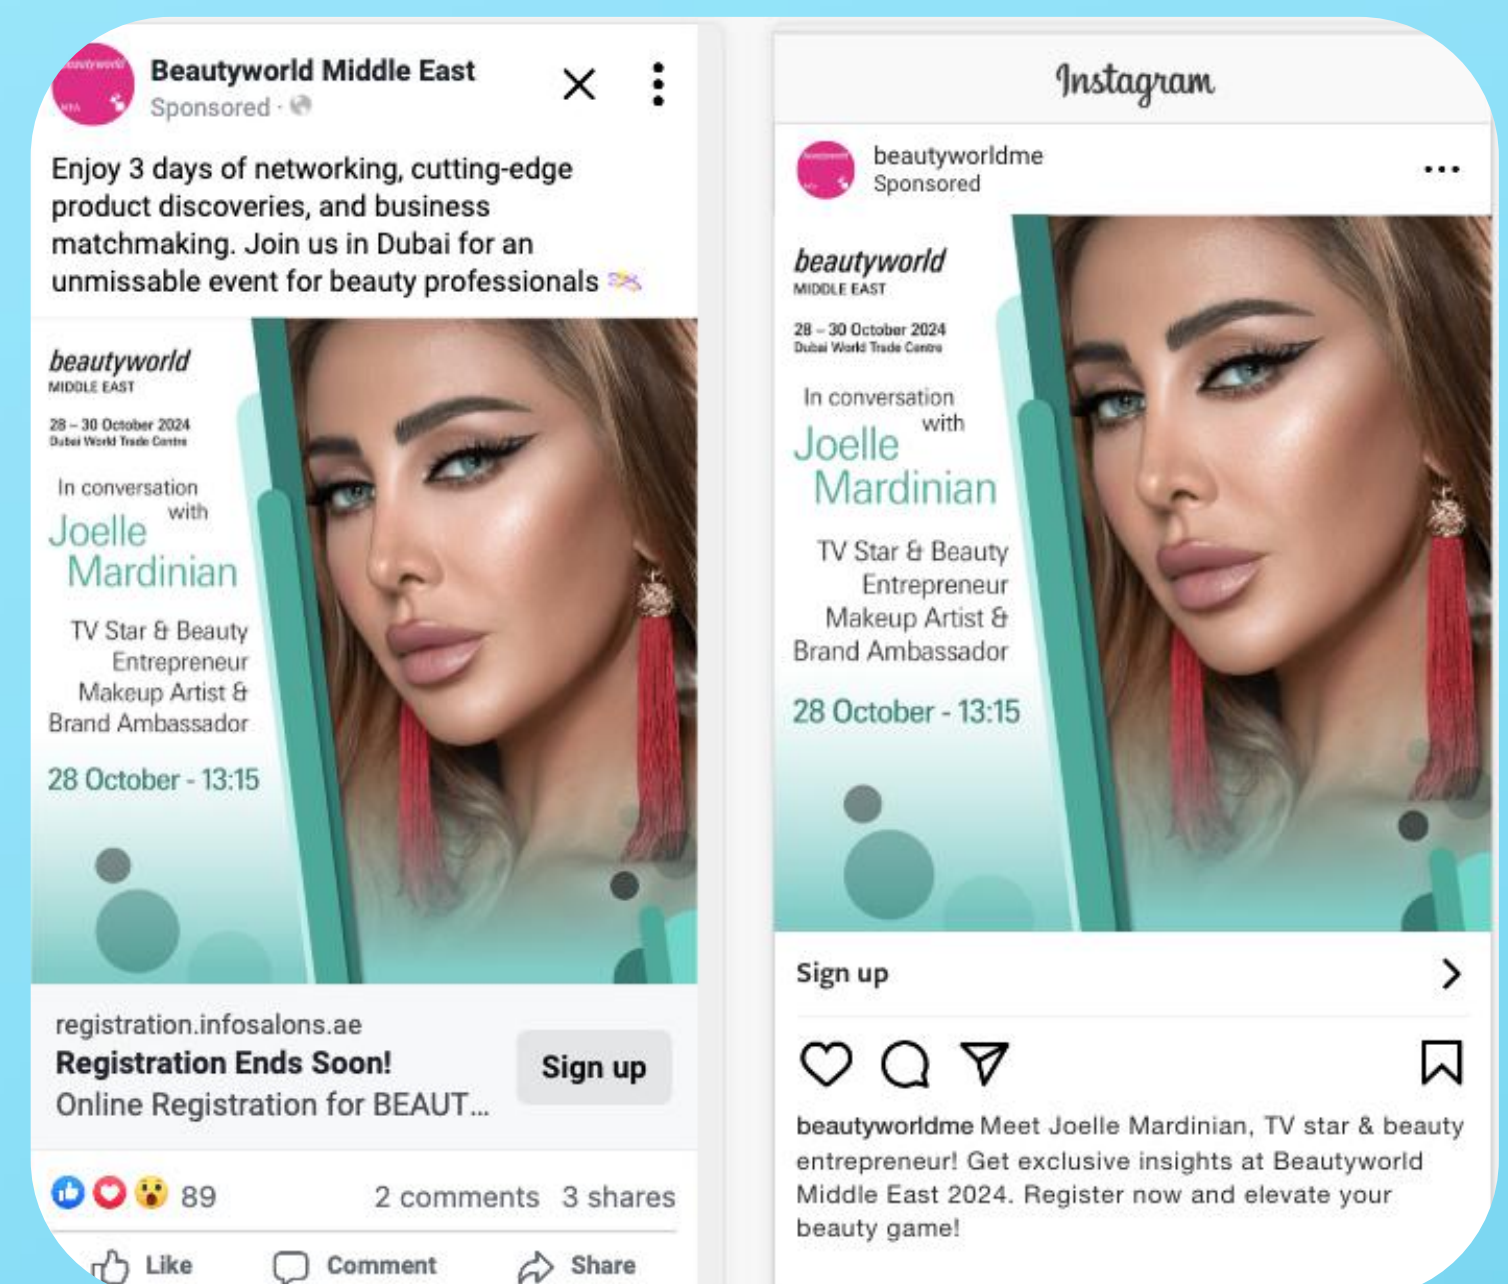 Beautyworld Middle East
Sponsored ·
Enjoy 3 days of networking, cutting-edge
product discoveries, and business
matchmaking. Join us in Dubai for an
unmissable event for beauty professionals
beautyworld
MIDDLE EAST
28 – 30 October 2024
Dubai World Trade Centre
In conversation
with
Joelle
Mardinian
TV Star & Beauty
Entrepreneur
Makeup Artist &
Brand Ambassador
28 October - 13:15
registration.infosalons.ae
Registration Ends Soon!
Online Registration for BEAUT...
Sign up
89
2 comments 3 shares
Like Comment Share
Instagram
beautyworldme
Sponsored
beautyworld
MIDDLE EAST
28 – 30 October 2024
Dubai World Trade Centre
In conversation
with
Joelle
Mardinian
TV Star & Beauty
Entrepreneur
Makeup Artist &
Brand Ambassador
28 October - 13:15
Sign up
beautyworldme Meet Joelle Mardinian, TV star & beauty
entrepreneur! Get exclusive insights at Beautyworld
Middle East 2024. Register now and elevate your
beauty game!